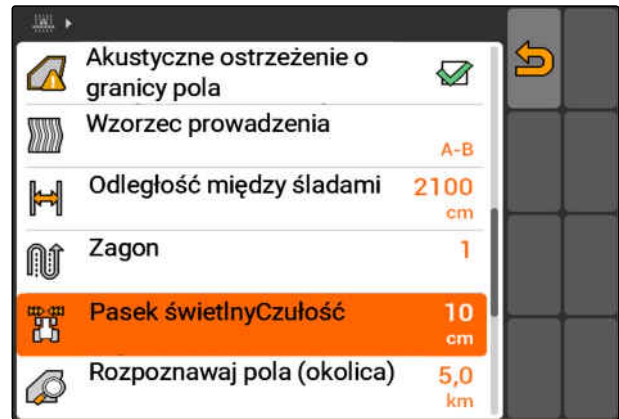 Akustyczne ostrzeżenie o
granicy pola
Wzorzec prowadzenia
A-B
Odległość między śladami 2100
cm
Zagon 1
Pasek świetlnyCzułość 10
cm
Rozpoznawaj pola (okolica) 5,0
km